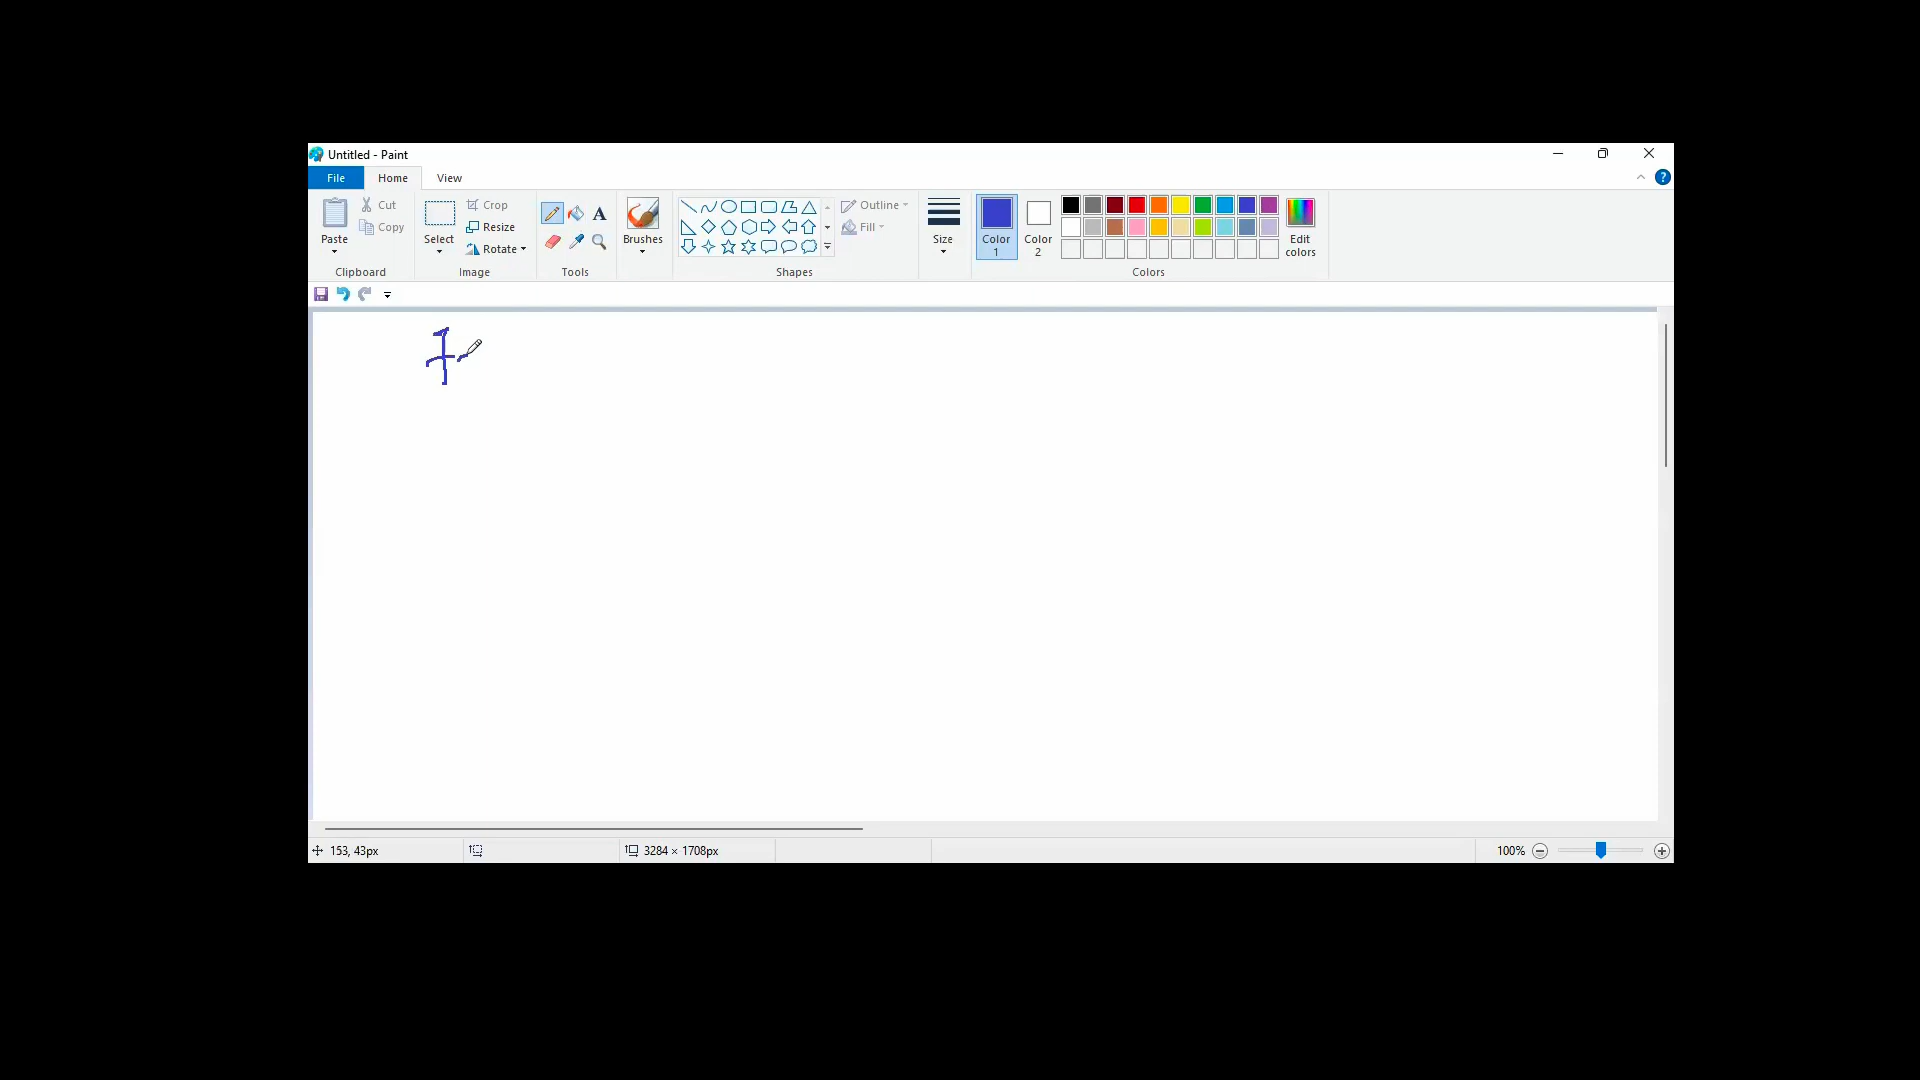 Untitled - Paint
File Home View
Paste Cut Copy Clipboard
Select Crop Resize Rotate Image
Tools
Brushes
Outline Fill Shapes
Size
Color 1 Color 2 Edit colors Colors
153, 43px 3284 × 1708px 100%